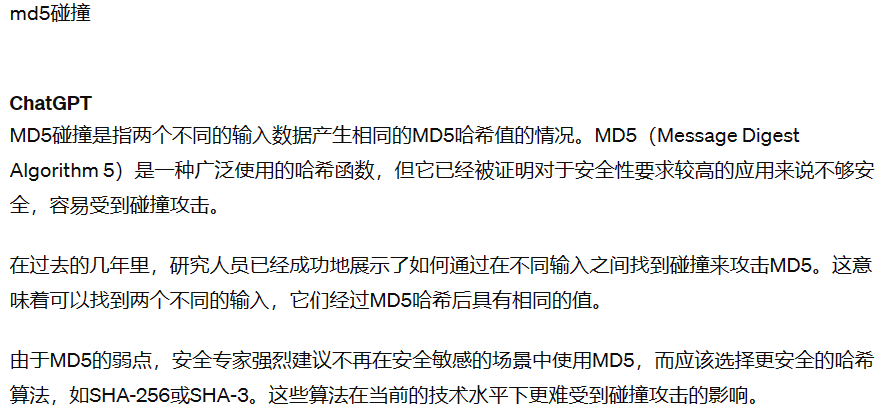 md5碰撞
ChatGPT
MD5碰撞是指两个不同的输入数据产生相同的MD5哈希值的情况。MD5（Message Digest
Algorithm 5）是一种广泛使用的哈希函数，但它已经被证明对于安全性要求较高的应用来说不够安
全，容易受到碰撞攻击。
在过去的几年里，研究人员已经成功地展示了如何通过在不同输入之间找到碰撞来攻击MD5。这意
味着可以找到两个不同的输入，它们经过MD5哈希后具有相同的值。
由于MD5的弱点，安全专家强烈建议不再在安全敏感的场景中使用MD5，而应该选择更安全的哈希
算法，如SHA-256或SHA-3。这些算法在当前的技术水平下更难受到碰撞攻击的影响。